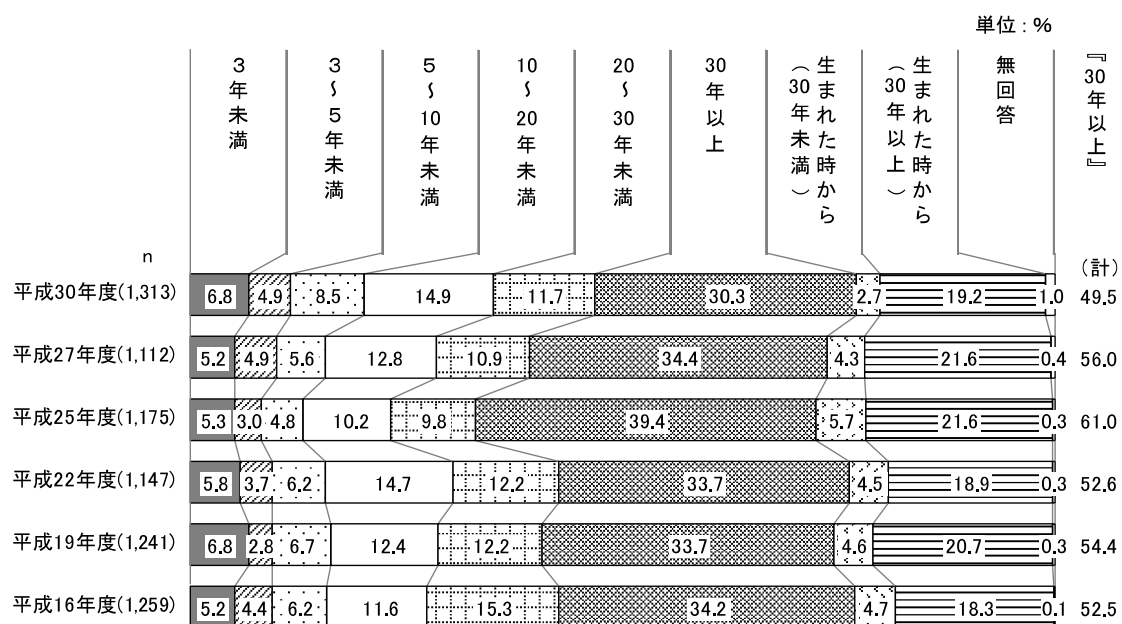 単位：%
3年未満
3～5年未満
5～10年未満
10～20年未満
20～30年未満
30年以上
生まれた時から
（30年未満）
生まれた時から
（30年以上）
無回答
『30年以上』
n
（計）
平成30年度(1,313) 6.8 4.9 8.5 14.9 11.7 30.3 2.7 19.2 1.0 49.5
平成27年度(1,112) 5.2 4.9 5.6 12.8 10.9 34.4 4.3 21.6 0.4 56.0
平成25年度(1,175) 5.3 3.0 4.8 10.2 9.8 39.4 5.7 21.6 0.3 61.0
平成22年度(1,147) 5.8 3.7 6.2 14.7 12.2 33.7 4.5 18.9 0.3 52.6
平成19年度(1,241) 6.8 2.8 6.7 12.4 12.2 33.7 4.6 20.7 0.3 54.4
平成16年度(1,259) 5.2 4.4 6.2 11.6 15.3 34.2 4.7 18.3 0.1 52.5